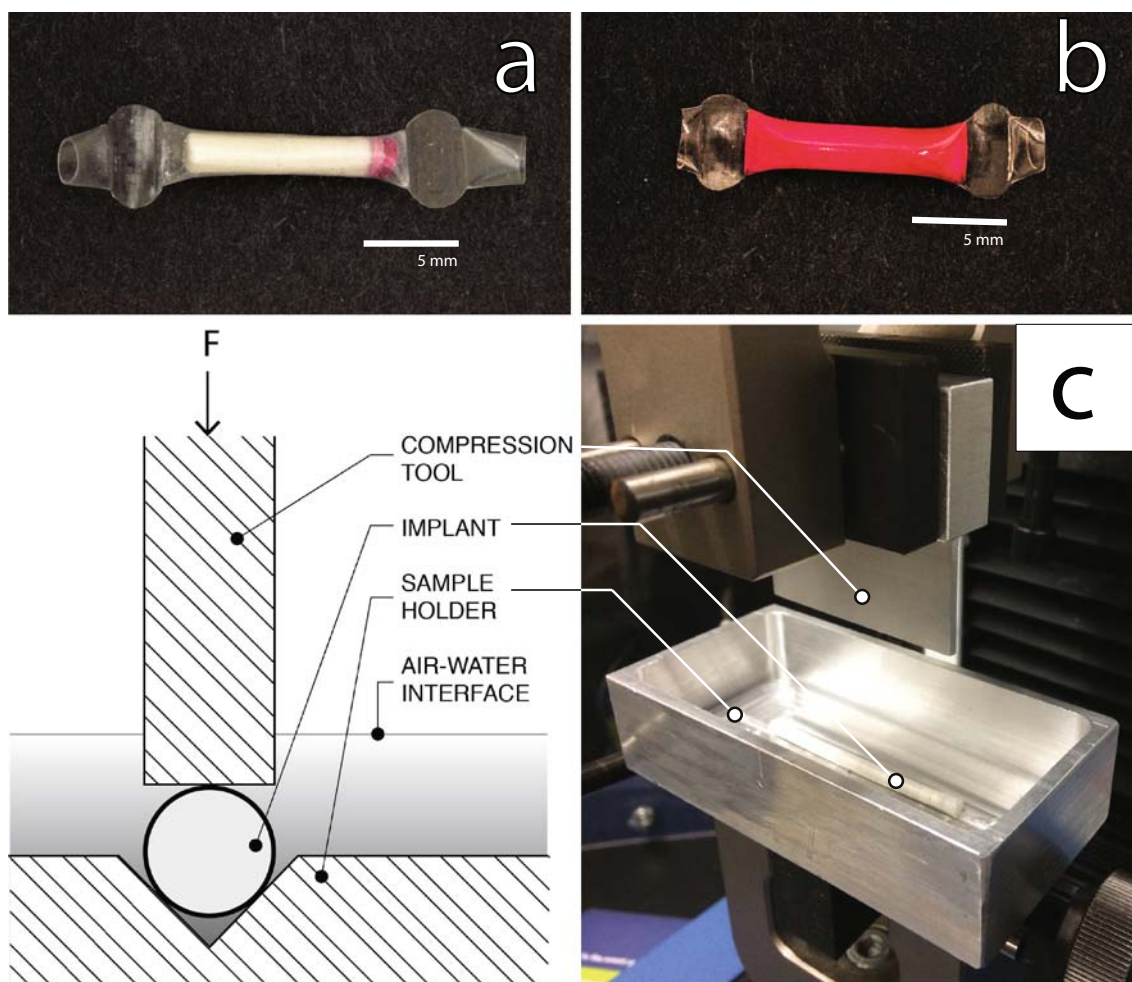 a
5 mm
b
5 mm
F
COMPRESSION
TOOL
IMPLANT
SAMPLE
HOLDER
AIR-WATER
INTERFACE
c